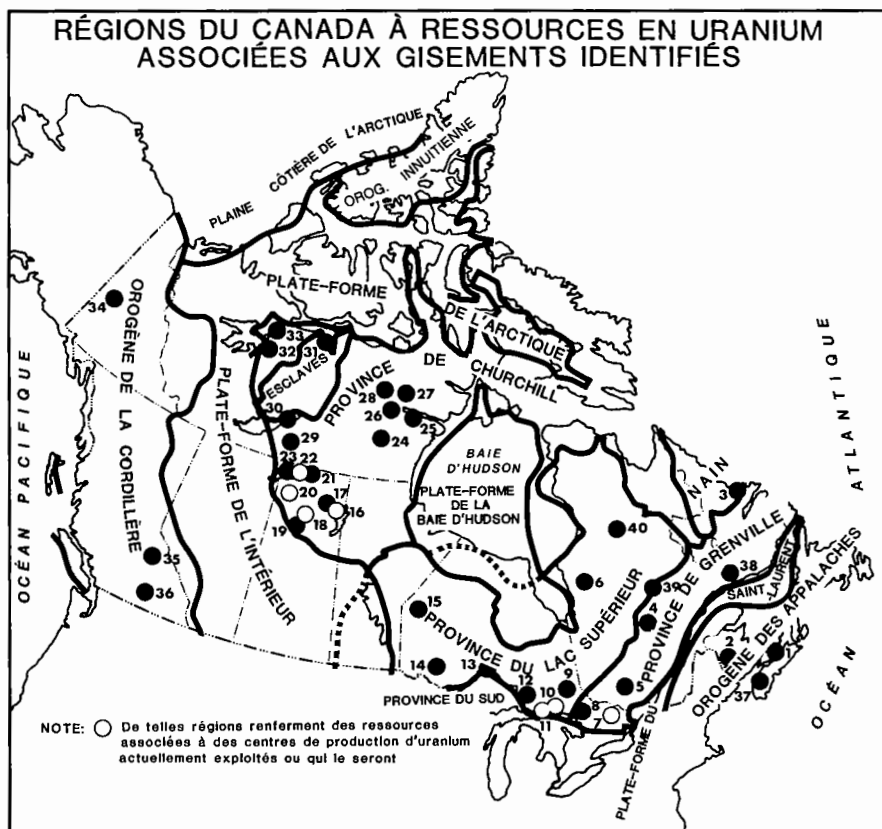 RÉGIONS DU CANADA À RESSOURCES EN URANIUM
ASSOCIÉES AUX GISEMENTS IDENTIFIÉS
PLAINE CÔTIÈRE DE L'ARCTIQUE
OROG. INNUITIENNE
PLATE-FORME DE L'ARCTIQUE
OCÉAN PACIFIQUE
OROGÈNE DE LA CORDILLÈRE
PLATE-FORME DE L'INTÉRIEUR
ESCLAVES
PROVINCE DE CHURCHILL
BAIE
D'HUDSON
PLATE-FORME
DE LA
BAIE D'HUDSON
NAIN
OCÉAN ATLANTIQUE
PROVINCE DU LAC SUPÉRIEUR
PROVINCE DE GRENVILLE
PLATE-FORME DU SAINT-LAURENT
OROGÈNE DES APPALACHES
PROVINCE DU SUD
34
33
32
31
30
29
28
27
26
25
24
23
22
21
20
17
16
18
19
35
36
15
14
13
12
9
10
11
8
7
5
4
39
6
40
3
38
2
1
37
NOTE: ○ De telles régions renferment des ressources
associées à des centres de production d'uranium
actuellement exploités ou qui le seront